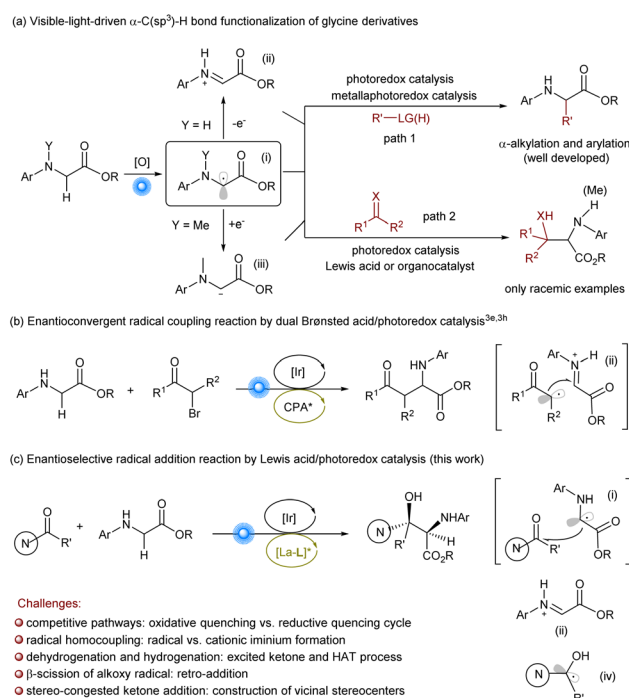 (a) Visible-light-driven α-C(sp³)-H bond functionalization of glycine derivatives
H
N
+
Ar
O
OR
(ii)
Y = H
-e⁻
Y
N
Ar
H
O
OR
[O]
Y
N
Ar
O
OR
(i)
Y = Me
+e⁻
N
Ar
O
OR
-
(iii)
photoredox catalysis
metallaphotoredox catalysis
R'—LG(H)
path 1
H
N
Ar
R'
O
OR
α-alkylation and arylation
(well developed)
X
R¹
R²
path 2
photoredox catalysis
Lewis acid or organocatalyst
(Me)
XH
N
H
R¹
R²
Ar
CO₂R
only racemic examples
(b) Enantioconvergent radical coupling reaction by dual Brønsted acid/photoredox catalysis³ᵉ,³ʰ
H
N
Ar
H
O
OR
+
O
R¹
R²
Br
[Ir]
CPA*
HN
Ar
O
R¹
R²
OR
O
Ar
N
+
H
(ii)
O
R¹
R²
O
OR
(c) Enantioselective radical addition reaction by Lewis acid/photoredox catalysis (this work)
N
O
R'
+
H
N
Ar
H
O
OR
[Ir]
[La-L]*
OH
NHAr
N
R'
H
CO₂R
Ar
NH
(i)
O
N
R'
O
OR
Challenges:
competitive pathways: oxidative quenching vs. reductive quencing cycle
radical homocoupling: radical vs. cationic iminium formation
dehydrogenation and hydrogenation: excited ketone and HAT process
β-scission of alkoxy radical: retro-addition
stereo-congested ketone addition: construction of vicinal stereocenters
H
N
+
Ar
O
OR
(ii)
OH
N
R'
(iv)